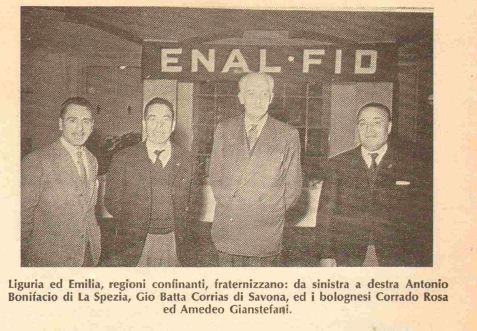 ENAL·FID
Liguria ed Emilia, regioni confinanti, fraternizzano: da sinistra a destra Antonio
Bonifacio di La Spezia, Gio Batta Corrias di Savona, ed i bolognesi Corrado Rosa
ed Amedeo Gianstefani.